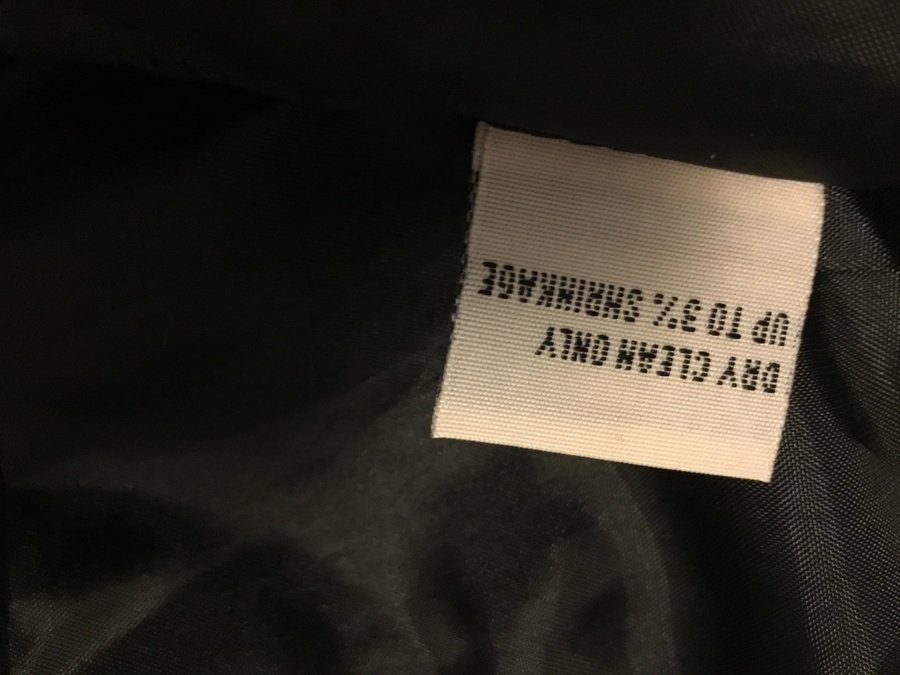 DRY CLEAN ONLY
UP TO 3% SHRINKAGE